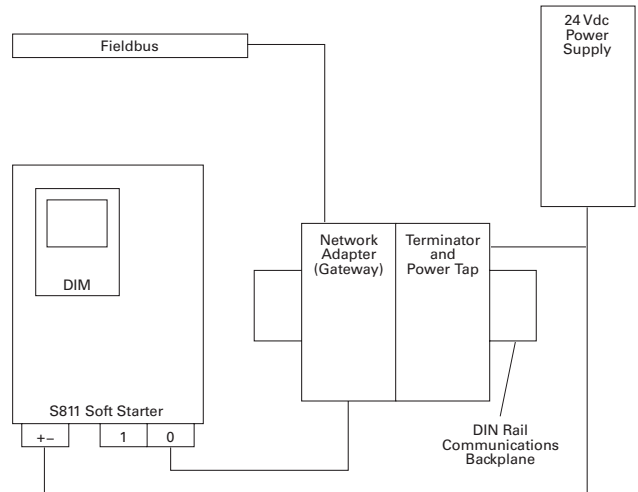 Fieldbus
24 Vdc
Power
Supply
Network
Adapter
(Gateway)
Terminator
and
Power Tap
DIM
S811 Soft Starter
+−
1
0
DIN Rail
Communications
Backplane